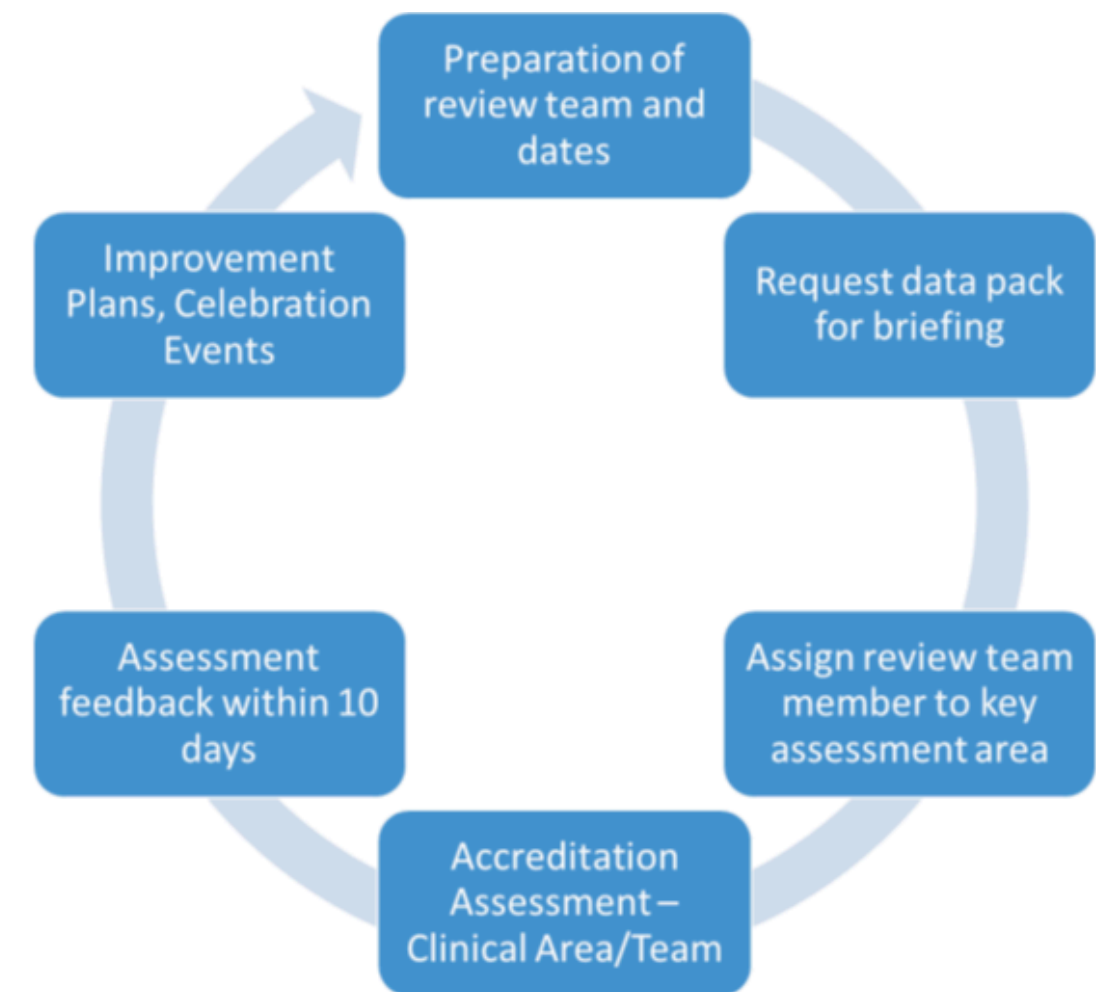 Preparation of
review team and
dates
Request data pack
for briefing
Assign review team
member to key
assessment area
Accreditation
Assessment –
Clinical Area/Team
Assessment
feedback within 10
days
Improvement
Plans, Celebration
Events